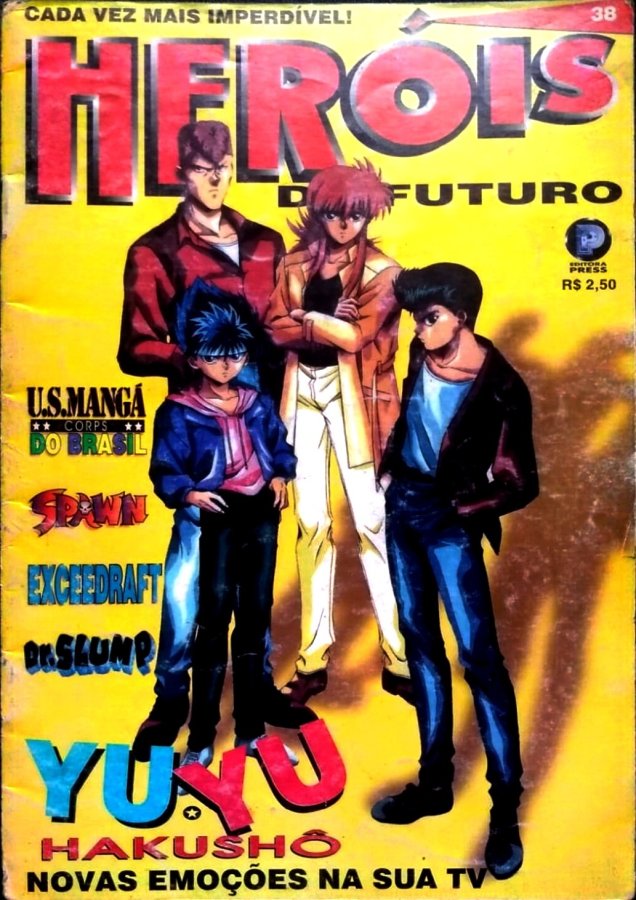 CADA VEZ MAIS IMPERDÍVEL!
38
HERÓIS
DO FUTURO
P
EDITORA
PRESS
R$ 2,50
U.S.MANGÁ
CORPS
DO BRASIL
SPAWN
EXCEEDRAFT
Dr. SLUMP
YU.YU
HAKUSHÔ
NOVAS EMOÇÕES NA SUA TV